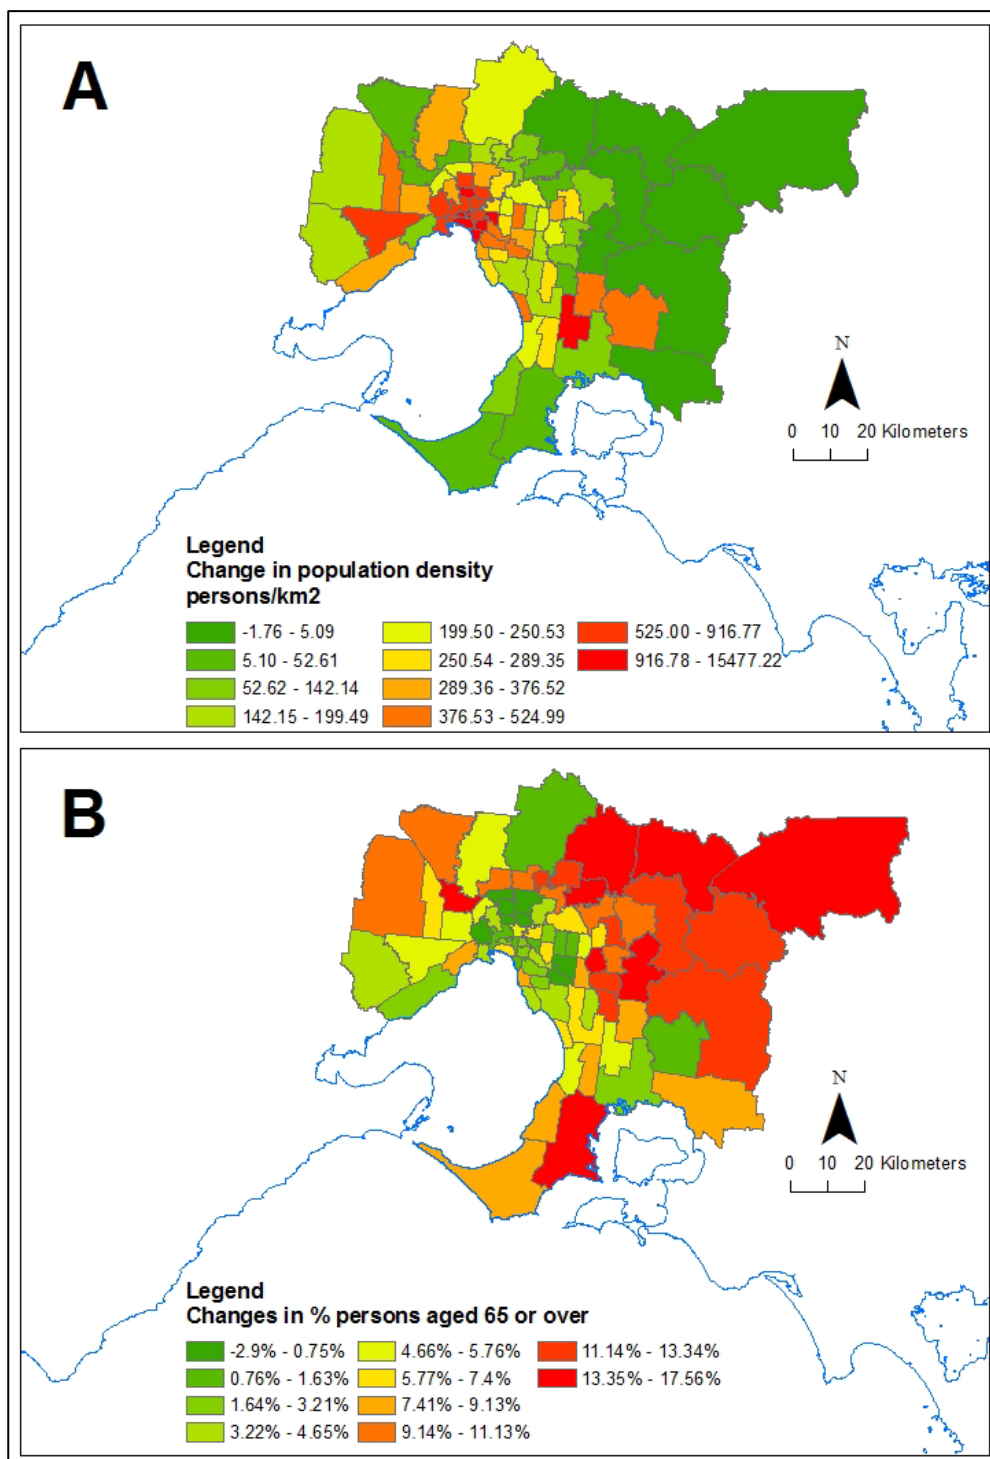 A
N
0 10 20 Kilometers
Legend
Change in population density
persons/km2
-1.76 - 5.09 199.50 - 250.53 525.00 - 916.77
5.10 - 52.61 250.54 - 289.35 916.78 - 15477.22
52.62 - 142.14 289.36 - 376.52
142.15 - 199.49 376.53 - 524.99
B
N
0 10 20 Kilometers
Legend
Changes in % persons aged 65 or over
-2.9% - 0.75% 4.66% - 5.76% 11.14% - 13.34%
0.76% - 1.63% 5.77% - 7.4% 13.35% - 17.56%
1.64% - 3.21% 7.41% - 9.13%
3.22% - 4.65% 9.14% - 11.13%